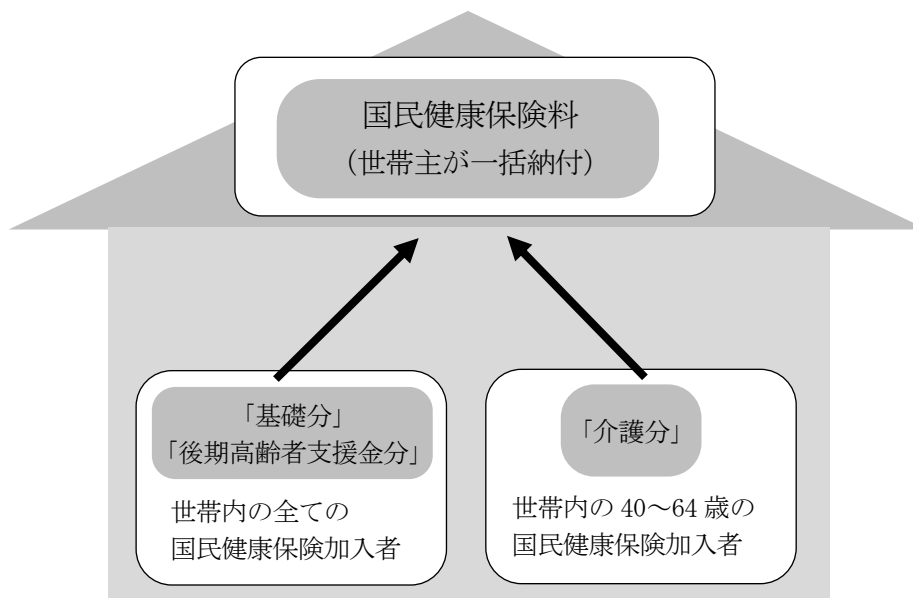 国民健康保険料
（世帯主が一括納付）
「基礎分」
「後期高齢者支援金分」
世帯内の全ての
国民健康保険加入者
「介護分」
世帯内の 40～64 歳の
国民健康保険加入者